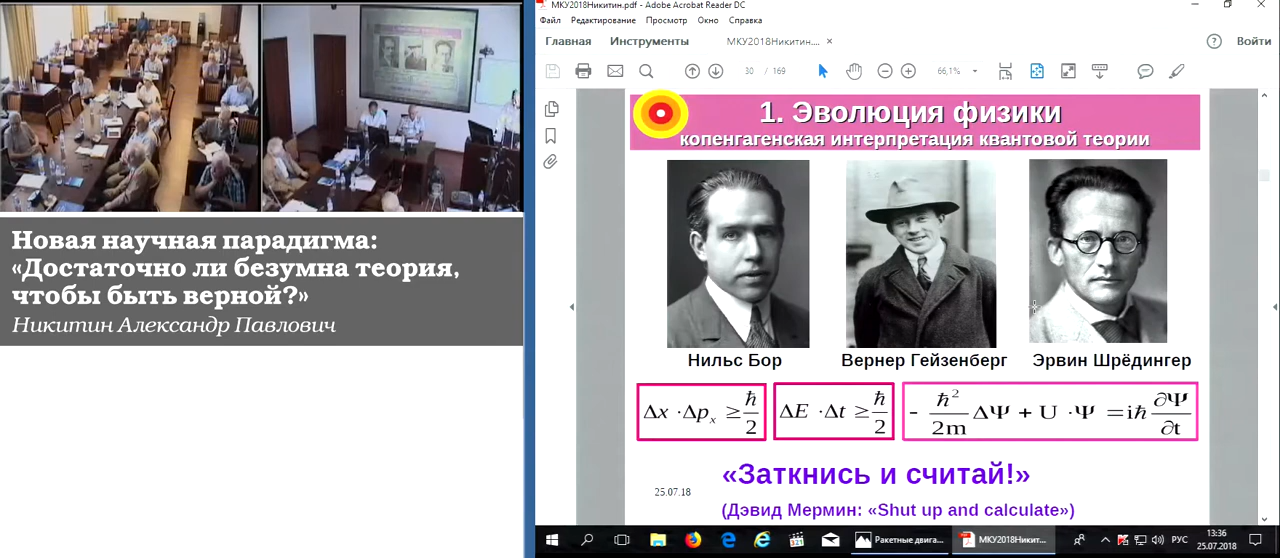 Новая научная парадигма:
«Достаточно ли безумна теория,
чтобы быть верной?»
Никитин Александр Павлович
МКУ2018Никитин.pdf - Adobe Acrobat Reader DC
Файл Редактирование Просмотр Окно Справка
Главная Инструменты МКУ2018Никитин.... × Войти
30 / 169 66,1%
1. Эволюция физики
копенгагенская интерпретация квантовой теории
Нильс Бор Вернер Гейзенберг Эрвин Шрёдингер
Δx · Δpₓ ≥ ħ/2 ΔE · Δt ≥ ħ/2 - ħ²/2m ΔΨ + U · Ψ = iħ ∂Ψ/∂t
«Заткнись и считай!»
25.07.18
(Дэвид Мермин: «Shut up and calculate»)
Ракетные двига... МКУ2018Никит... РУС 13:36
25.07.2018